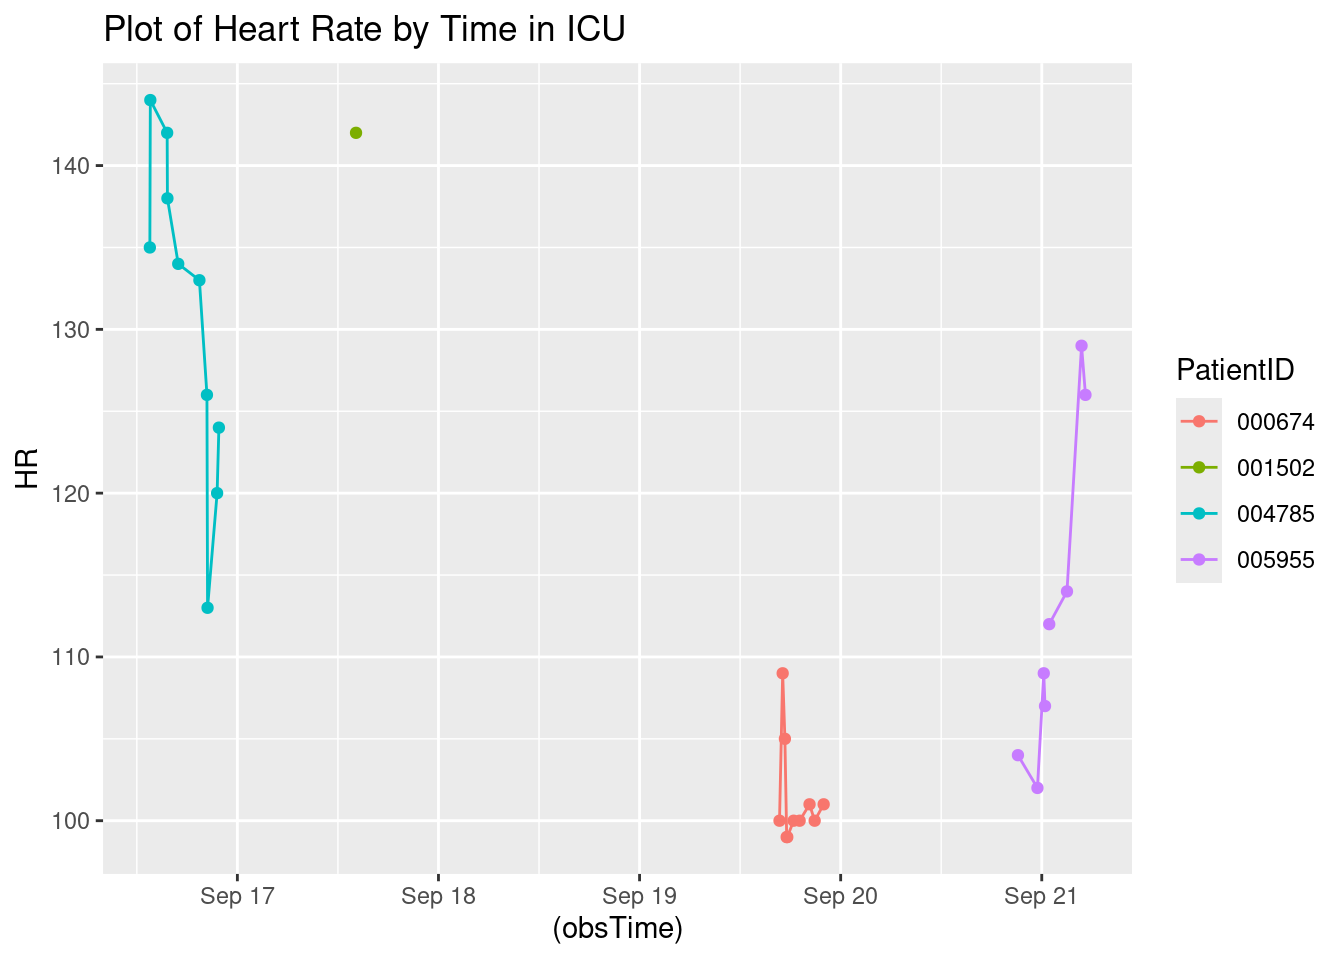 Plot of Heart Rate by Time in ICU
140
130
120
110
100
HR
Sep 17
Sep 18
Sep 19
Sep 20
Sep 21
(obsTime)
PatientID
000674
001502
004785
005955